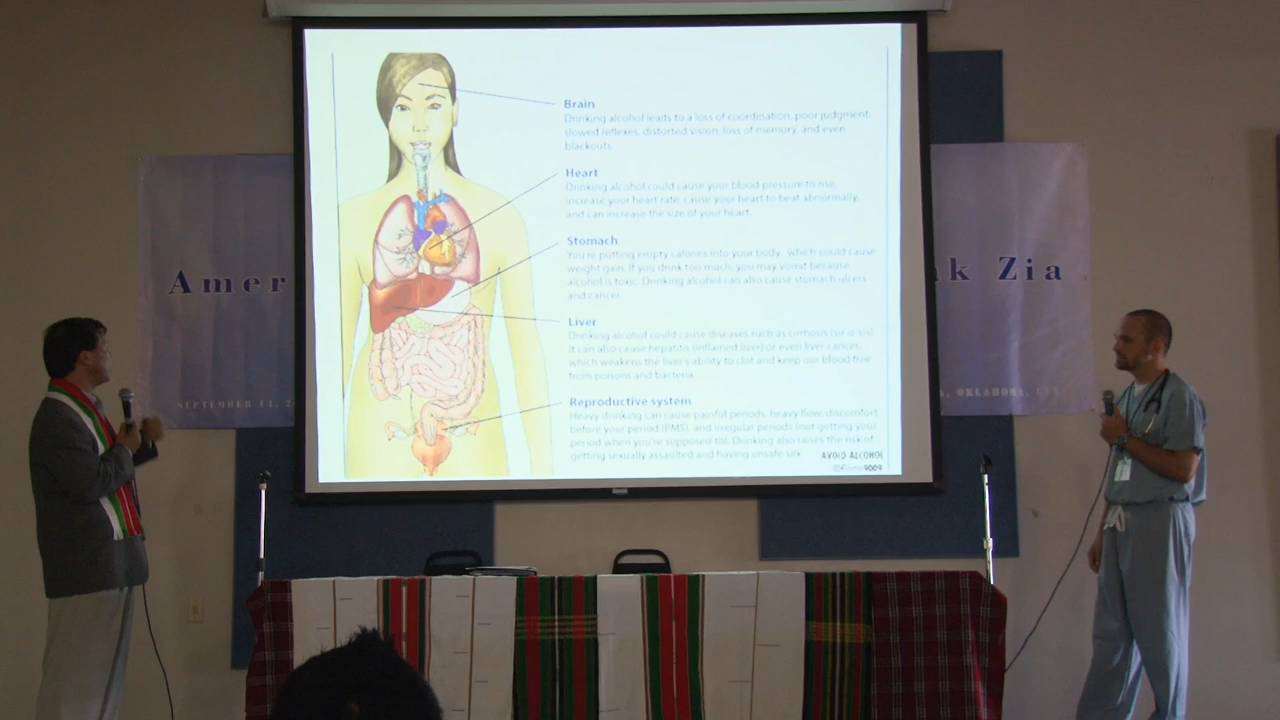 Brain
Drinking alcohol leads to a loss of coordination, poor judgment,
slowed reflexes, distorted vision, loss of memory, and even
blackouts.
Heart
Drinking alcohol could cause your blood pressure to rise,
increase your heart rate, cause your heart to beat abnormally,
and can increase the size of your heart.
Stomach
You're putting empty calories into your body, which could cause
weight gain. If you drink too much, you may vomit because
alcohol is toxic. Drinking alcohol can also cause stomach ulcers
and cancer.
Liver
Drinking alcohol could cause diseases such as cirrhosis (sir-o-sis).
It can also cause hepatitis (inflamed liver) or even liver cancer,
which weakens the liver's ability to clot and keep our blood free
from poisons and bacteria.
Reproductive system
Heavy drinking can cause painful periods, heavy flow, discomfort
before your period (PMS), and irregular periods (not getting your
period when you're supposed to). Drinking also raises the risk of
getting sexually assaulted and having unsafe sex.
AVOID ALCOHOL
Amer
nk Zia
SEPTEMBER 14, 2
A, OKLAHOMA, USA